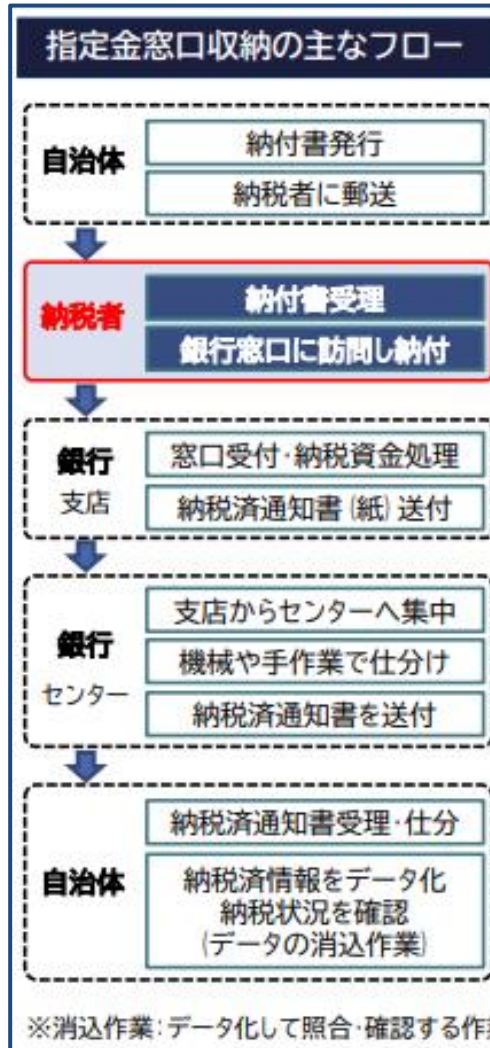 指定金窓口収納の主なフロー
自治体
納付書発行
納税者に郵送
納税者
納付書受理
銀行窓口に訪問し納付
銀行
支店
窓口受付・納税資金処理
納税済通知書(紙)送付
銀行
センター
支店からセンターへ集中
機械や手作業で仕分け
納税済通知書を送付
自治体
納税済通知書受理・仕分
納税済情報をデータ化
納税状況を確認
(データの消込作業)
※消込作業:データ化して照合・確認する作